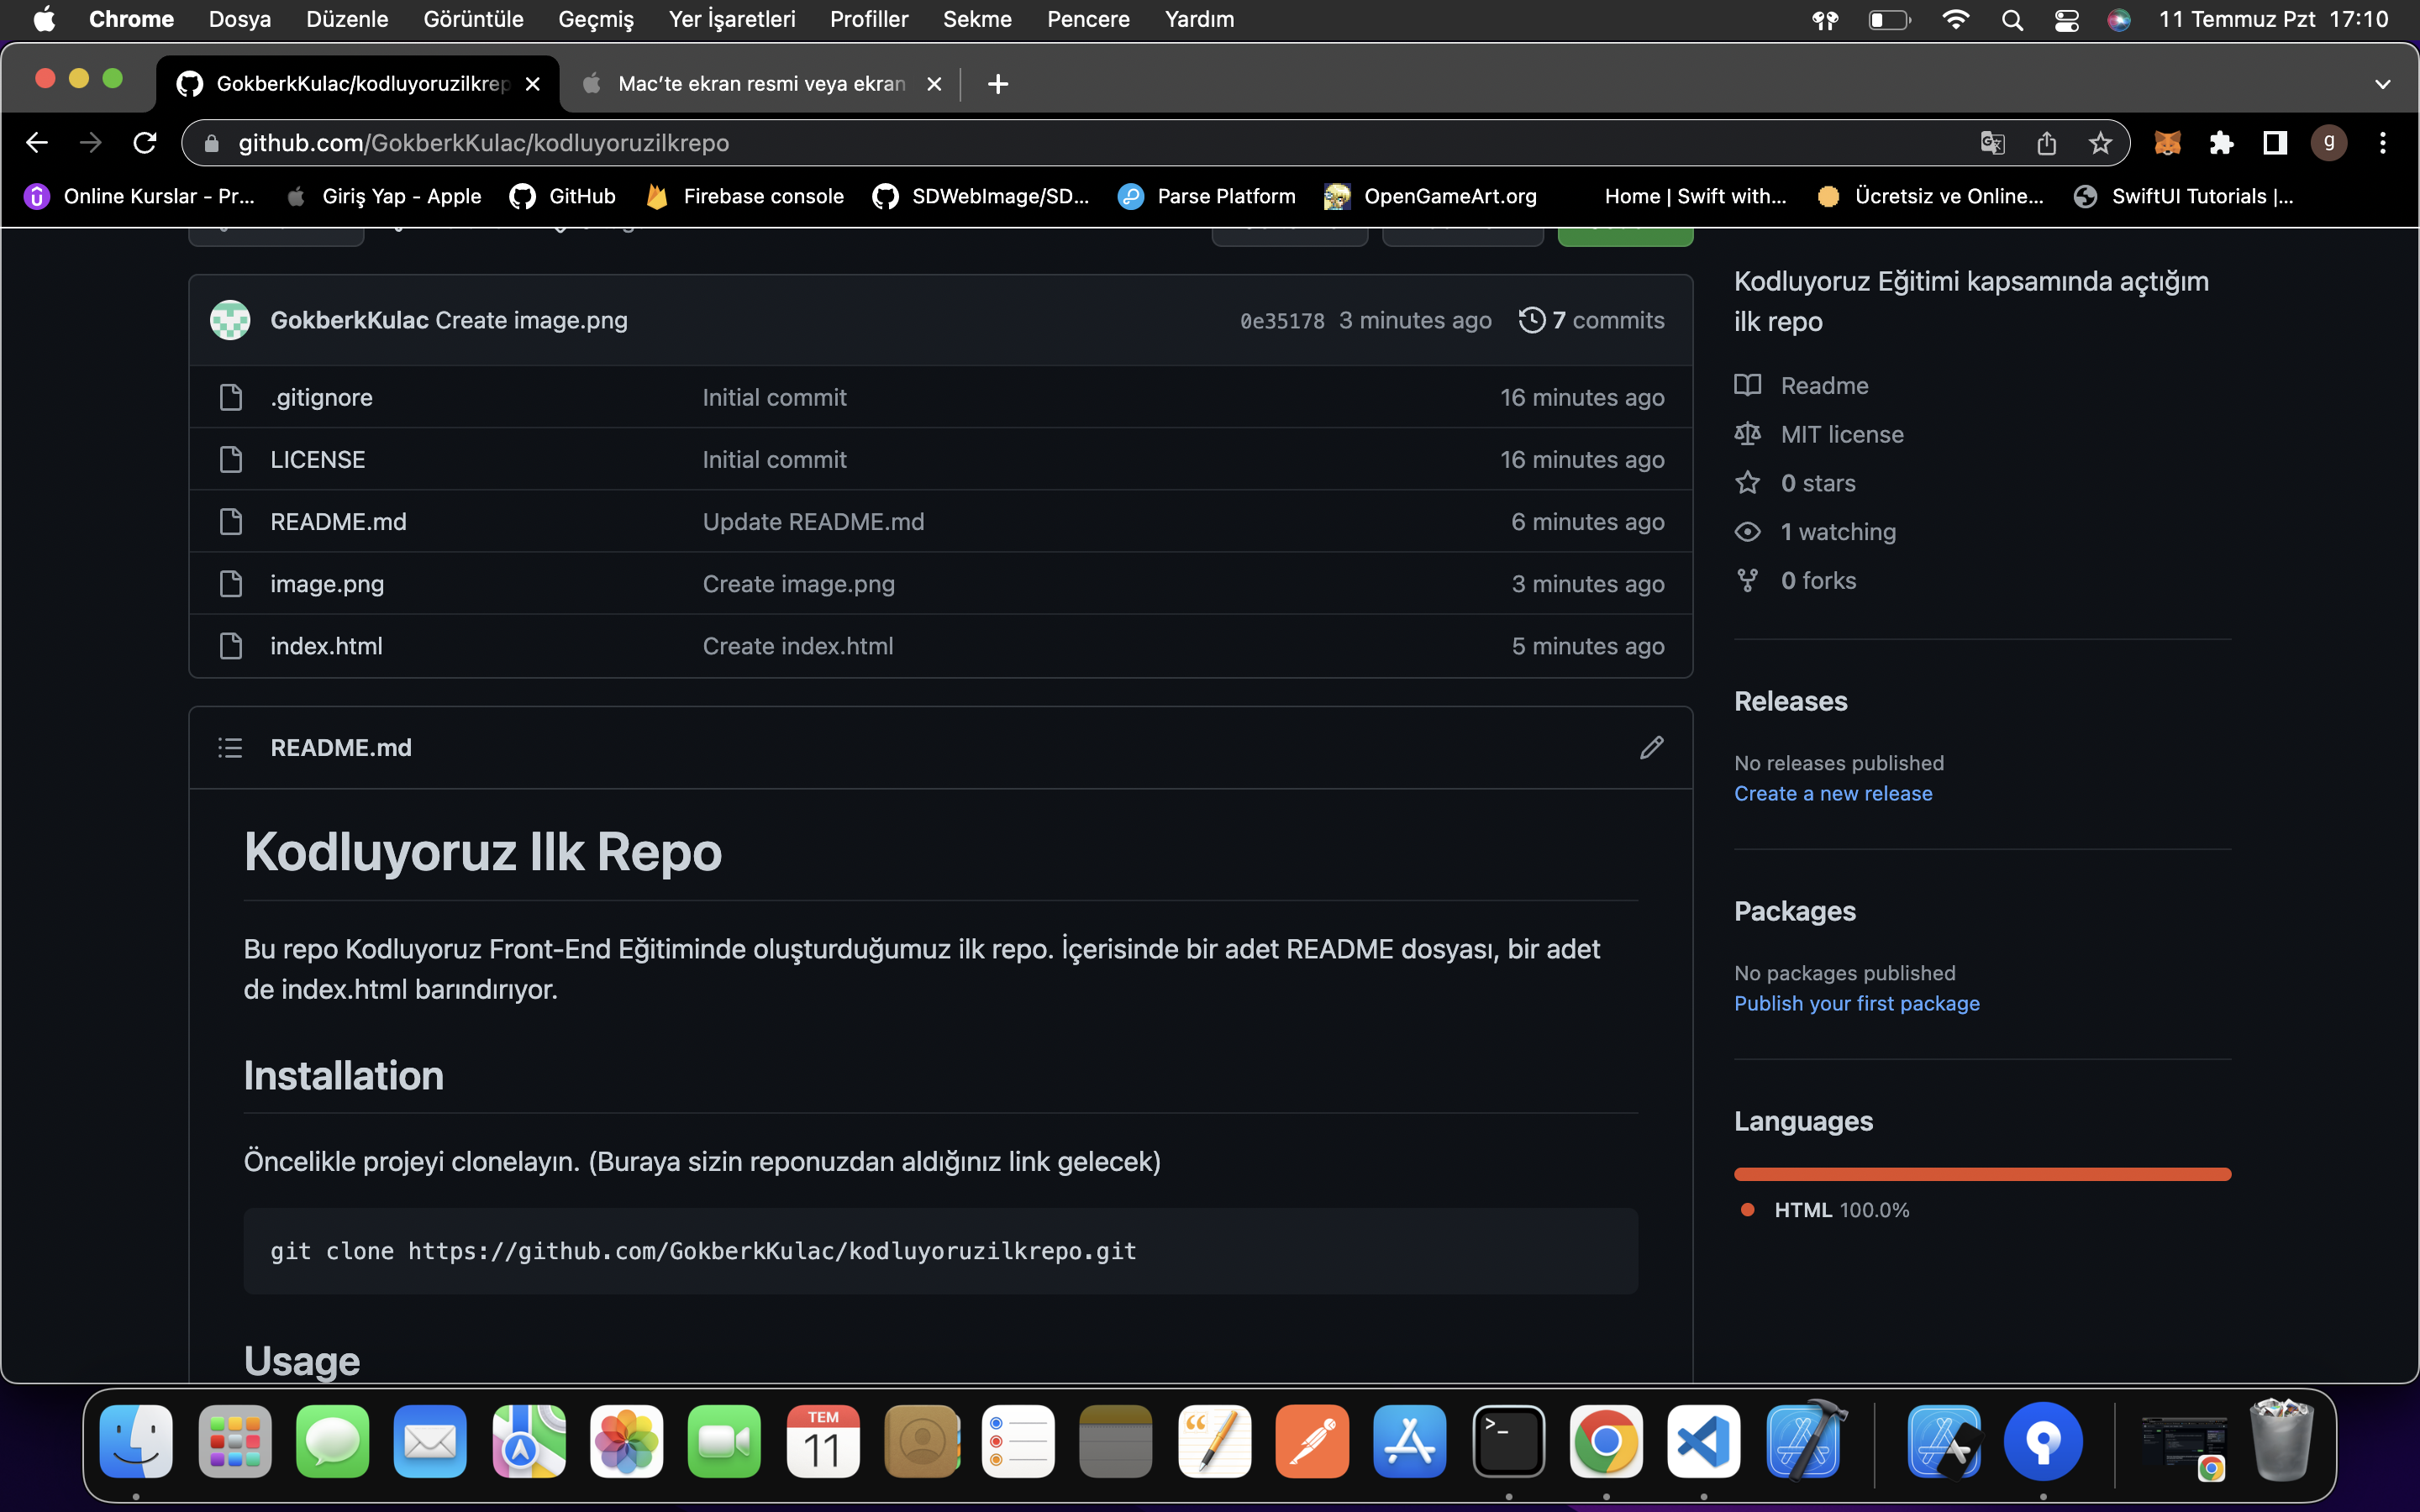 Chrome Dosya Düzenle Görüntüle Geçmiş Yer İşaretleri Profiller Sekme Pencere Yardım 11 Temmuz Pzt 17:10
GokberkKulac/kodluyoruzilkrep Mac'te ekran resmi veya ekran
github.com/GokberkKulac/kodluyoruzilkrepo g
Online Kurslar - Pr... Giriş Yap - Apple GitHub Firebase console SDWebImage/SD... Parse Platform OpenGameArt.org Home | Swift with... Ücretsiz ve Online... SwiftUI Tutorials |...
GokberkKulac Create image.png 0e35178 3 minutes ago 7 commits
.gitignore Initial commit 16 minutes ago
LICENSE Initial commit 16 minutes ago
README.md Update README.md 6 minutes ago
image.png Create image.png 3 minutes ago
index.html Create index.html 5 minutes ago
README.md
Kodluyoruz Ilk Repo
Bu repo Kodluyoruz Front-End Eğitiminde oluşturduğumuz ilk repo. İçerisinde bir adet README dosyası, bir adet
de index.html barındırıyor.
Installation
Öncelikle projeyi clonelayın. (Buraya sizin reponuzdan aldığınız link gelecek)
git clone https://github.com/GokberkKulac/kodluyoruzilkrepo.git
Usage
Kodluyoruz Eğitimi kapsamında açtığım
ilk repo
Readme
MIT license
0 stars
1 watching
0 forks
Releases
No releases published
Create a new release
Packages
No packages published
Publish your first package
Languages
HTML 100.0%
TEM
11